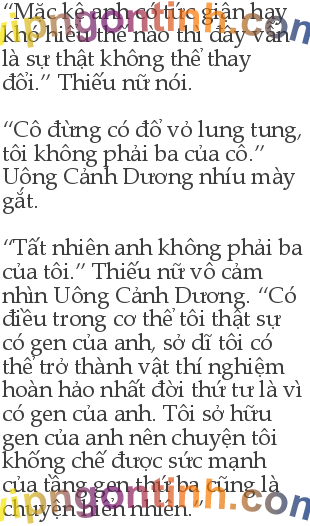 “Mặc kệ anh có tức giận hay
khó hiểu thế nào thì đây vẫn
là sự thật không thể thay
đổi.” Thiếu nữ nói.
“Cô đừng có đổ vỏ lung tung,
tôi không phải ba của cô.”
Uông Cảnh Dương nhíu mày
gắt.
“Tất nhiên anh không phải ba
của tôi.” Thiếu nữ vô cảm
nhìn Uông Cảnh Dương. “Có
điều trong cơ thể tôi thật sự
có gen của anh, sở dĩ tôi có
thể trở thành vật thí nghiệm
hoàn hảo nhất đời thứ tư là vì
có gen của anh. Tôi sở hữu
gen của anh nên chuyện tôi
khống chế được sức mạnh
của tầng gen thứ ba cũng là
chuyện hiển nhiên.”
vipngontinh.com
vipngontinh.com